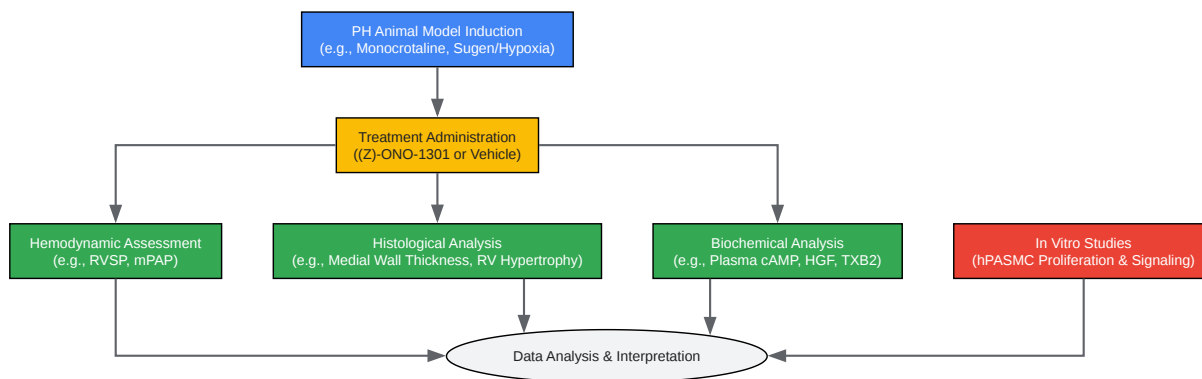 PH Animal Model Induction
(e.g., Monocrotaline, Sugen/Hypoxia)
Treatment Administration
((Z)-ONO-1301 or Vehicle)
Hemodynamic Assessment
(e.g., RVSP, mPAP)
Histological Analysis
(e.g., Medial Wall Thickness, RV Hypertrophy)
Biochemical Analysis
(e.g., Plasma cAMP, HGF, TXB2)
In Vitro Studies
(hPASMC Proliferation & Signaling)
Data Analysis & Interpretation